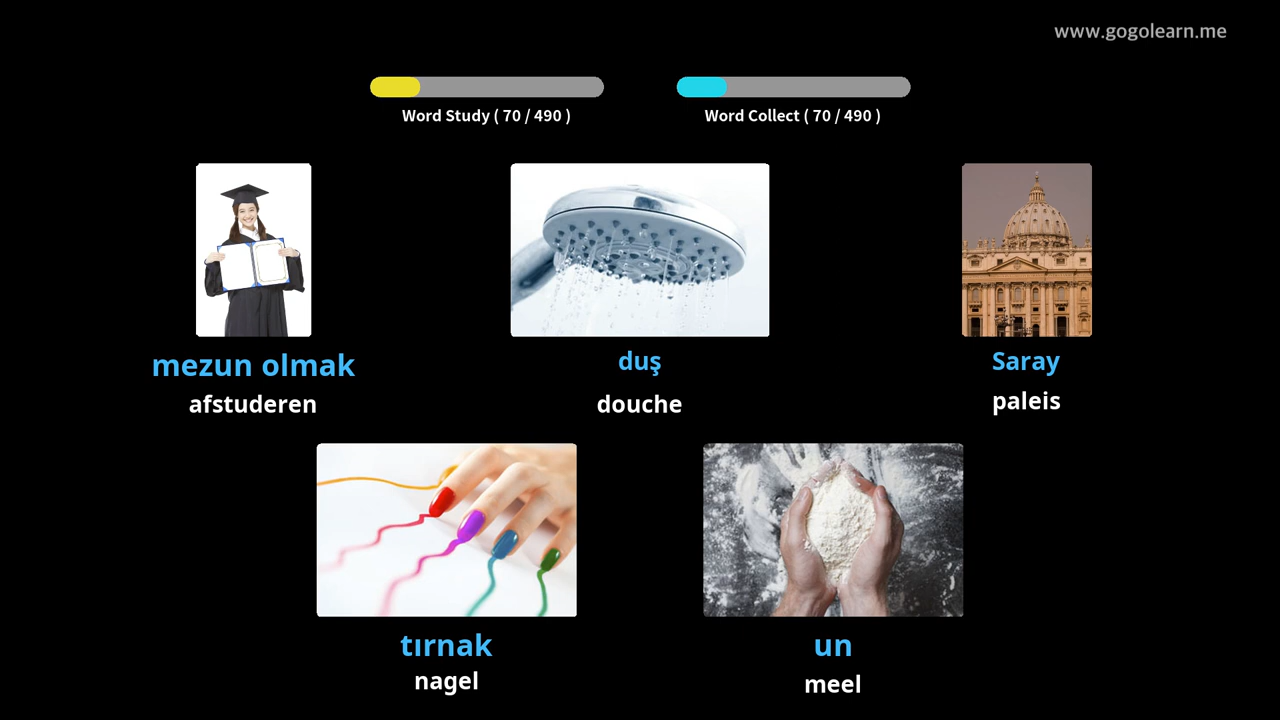 www.gogolearn.me
Word Study ( 70 / 490 )
Word Collect ( 70 / 490 )
mezun olmak
afstuderen
duş
douche
Saray
paleis
tırnak
nagel
un
meel